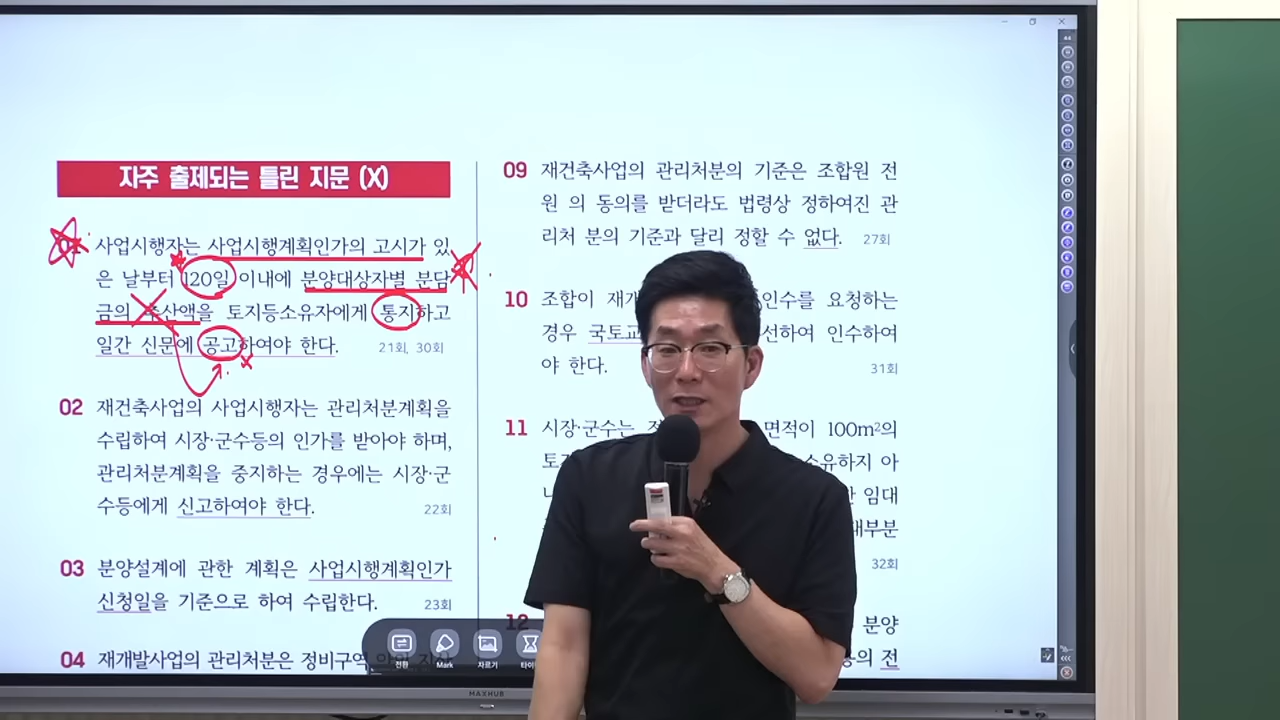 자주 출제되는 틀린 지문 (X)
01 사업시행자는 사업시행계획인가의 고시가 있
은 날부터 120일 이내에 분양대상자별 분담
금의 추산액을 토지등소유자에게 통지하고
일간 신문에 공고하여야 한다. 21회, 30회
02 재건축사업의 사업시행자는 관리처분계획을
수립하여 시장·군수등의 인가를 받아야 하며,
관리처분계획을 중지하는 경우에는 시장·군
수등에게 신고하여야 한다. 22회
03 분양설계에 관한 계획은 사업시행계획인가
신청일을 기준으로 하여 수립한다. 23회
04 재개발사업의 관리처분은 정비구역
09 재건축사업의 관리처분의 기준은 조합원 전
원 의 동의를 받더라도 법령상 정하여진 관
리처 분의 기준과 달리 정할 수 없다. 27회
10 조합이 재개 인수를 요청하는
경우 국토교 선하여 인수하여
야 한다. 31회
11 시장·군수는 면적이 100m²의
토 소유하지 아
임대
대부분
32회
12 분양
의 전
전환 Mark 자르기
MAXHUB